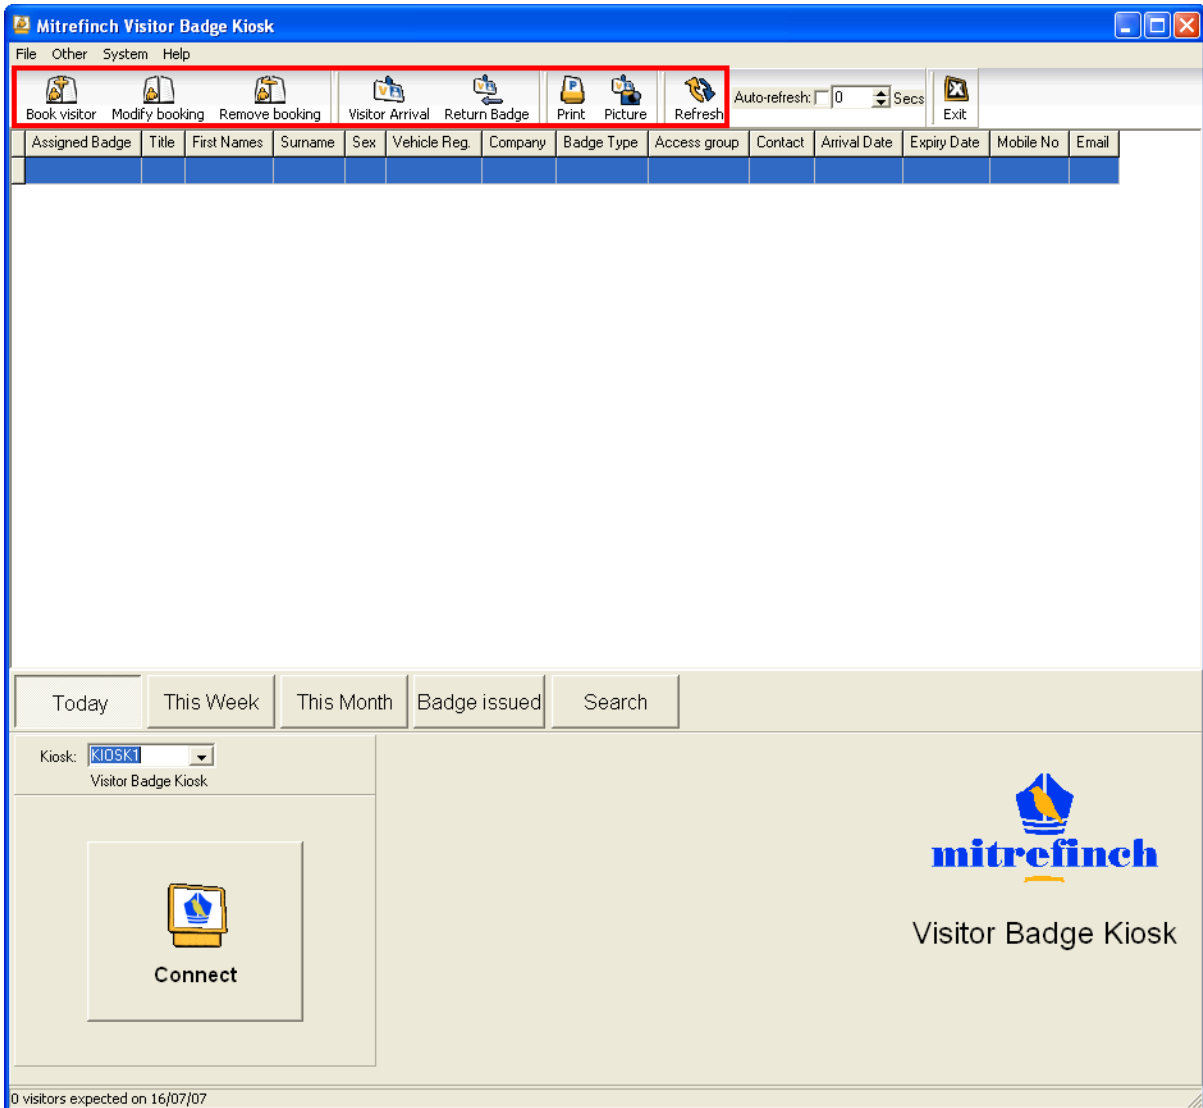 Mitrefinch Visitor Badge Kiosk
File Other System Help
Book visitor Modify booking Remove booking Visitor Arrival Return Badge Print Picture Refresh Auto-refresh: 0 Secs Exit
Assigned Badge Title First Names Surname Sex Vehicle Reg. Company Badge Type Access group Contact Arrival Date Expiry Date Mobile No Email
Today This Week This Month Badge issued Search
Kiosk: KIOSK1
Visitor Badge Kiosk
mitrefinch
Visitor Badge Kiosk
Connect
0 visitors expected on 16/07/07